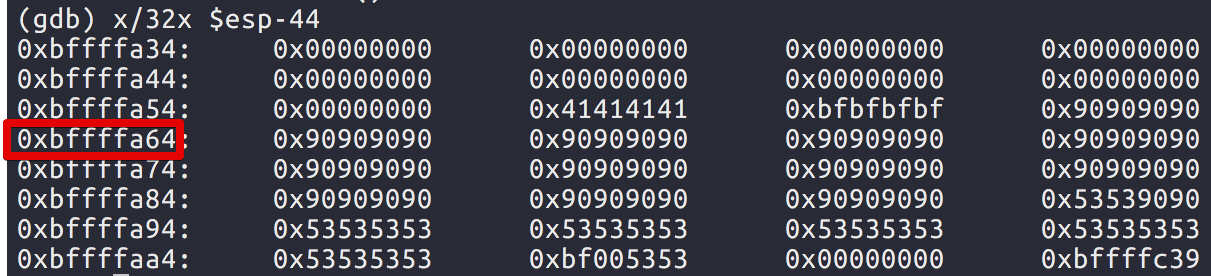 (gdb) x/32x $esp-44
0xbffffa34: 0x00000000 0x00000000 0x00000000 0x00000000
0xbffffa44: 0x00000000 0x00000000 0x00000000 0x00000000
0xbffffa54: 0x00000000 0x41414141 0xbfbfbfbf 0x90909090
0xbffffa64: 0x90909090 0x90909090 0x90909090 0x90909090
0xbffffa74: 0x90909090 0x90909090 0x90909090 0x90909090
0xbffffa84: 0x90909090 0x90909090 0x90909090 0x53539090
0xbffffa94: 0x53535353 0x53535353 0x53535353 0x53535353
0xbffffaa4: 0x53535353 0xbf005353 0x00000000 0xbffffc39